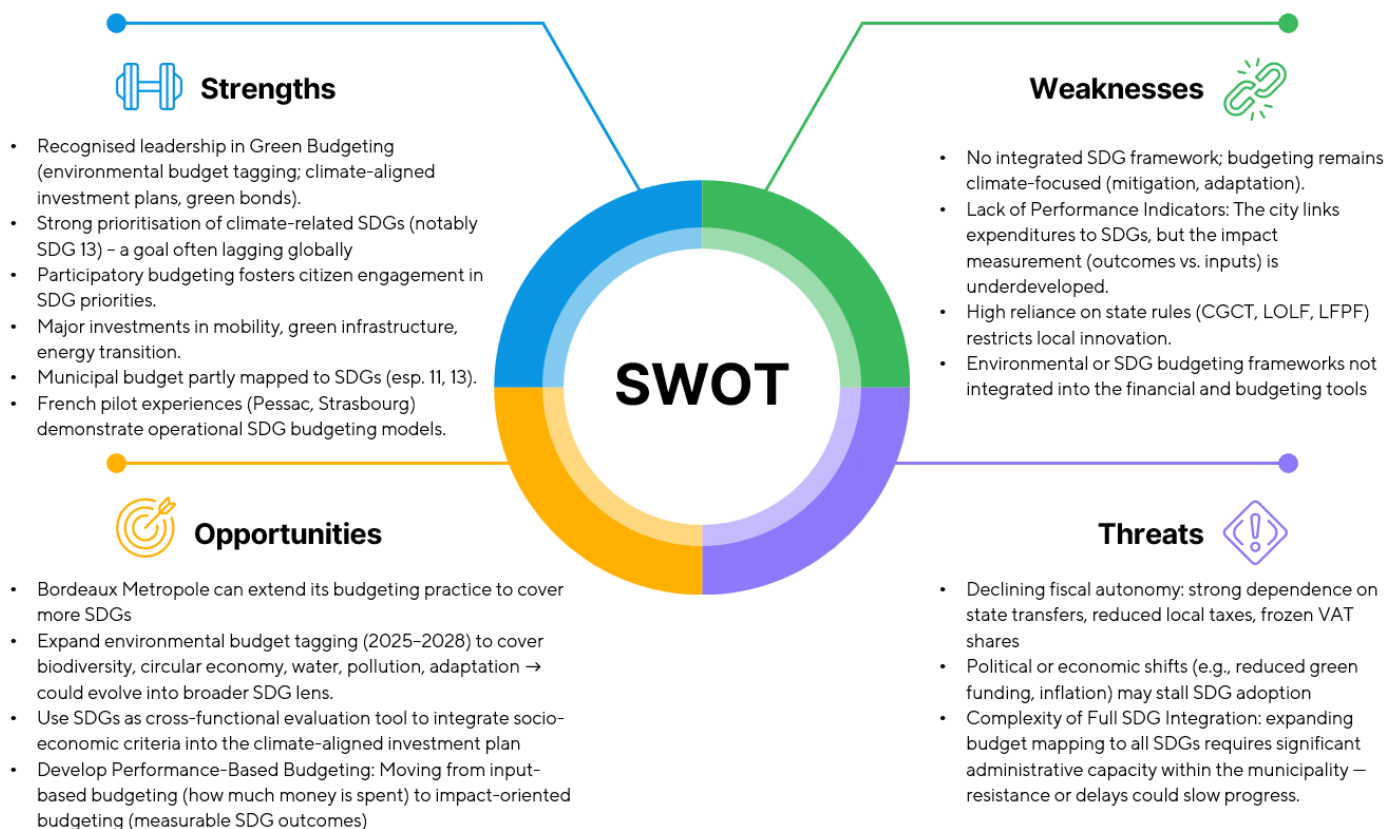 Strengths
• Recognised leadership in Green Budgeting
(environmental budget tagging; climate-aligned
investment plans, green bonds).
• Strong prioritisation of climate-related SDGs (notably
SDG 13) – a goal often lagging globally
• Participatory budgeting fosters citizen engagement in
SDG priorities.
• Major investments in mobility, green infrastructure,
energy transition.
• Municipal budget partly mapped to SDGs (esp. 11, 13).
• French pilot experiences (Pessac, Strasbourg)
demonstrate operational SDG budgeting models.
Weaknesses
• No integrated SDG framework; budgeting remains
climate-focused (mitigation, adaptation).
• Lack of Performance Indicators: The city links
expenditures to SDGs, but the impact
measurement (outcomes vs. inputs) is
underdeveloped.
• High reliance on state rules (CGCT, LOLF, LFPF)
restricts local innovation.
• Environmental or SDG budgeting frameworks not
integrated into the financial and budgeting tools
SWOT
Opportunities
• Bordeaux Metropole can extend its budgeting practice to cover
more SDGs
• Expand environmental budget tagging (2025–2028) to cover
biodiversity, circular economy, water, pollution, adaptation →
could evolve into broader SDG lens.
• Use SDGs as cross-functional evaluation tool to integrate socio-
economic criteria into the climate-aligned investment plan
• Develop Performance-Based Budgeting: Moving from input-
based budgeting (how much money is spent) to impact-oriented
budgeting (measurable SDG outcomes)
Threats
• Declining fiscal autonomy: strong dependence on
state transfers, reduced local taxes, frozen VAT
shares
• Political or economic shifts (e.g., reduced green
funding, inflation) may stall SDG adoption
• Complexity of Full SDG Integration: expanding
budget mapping to all SDGs requires significant
administrative capacity within the municipality —
resistance or delays could slow progress.